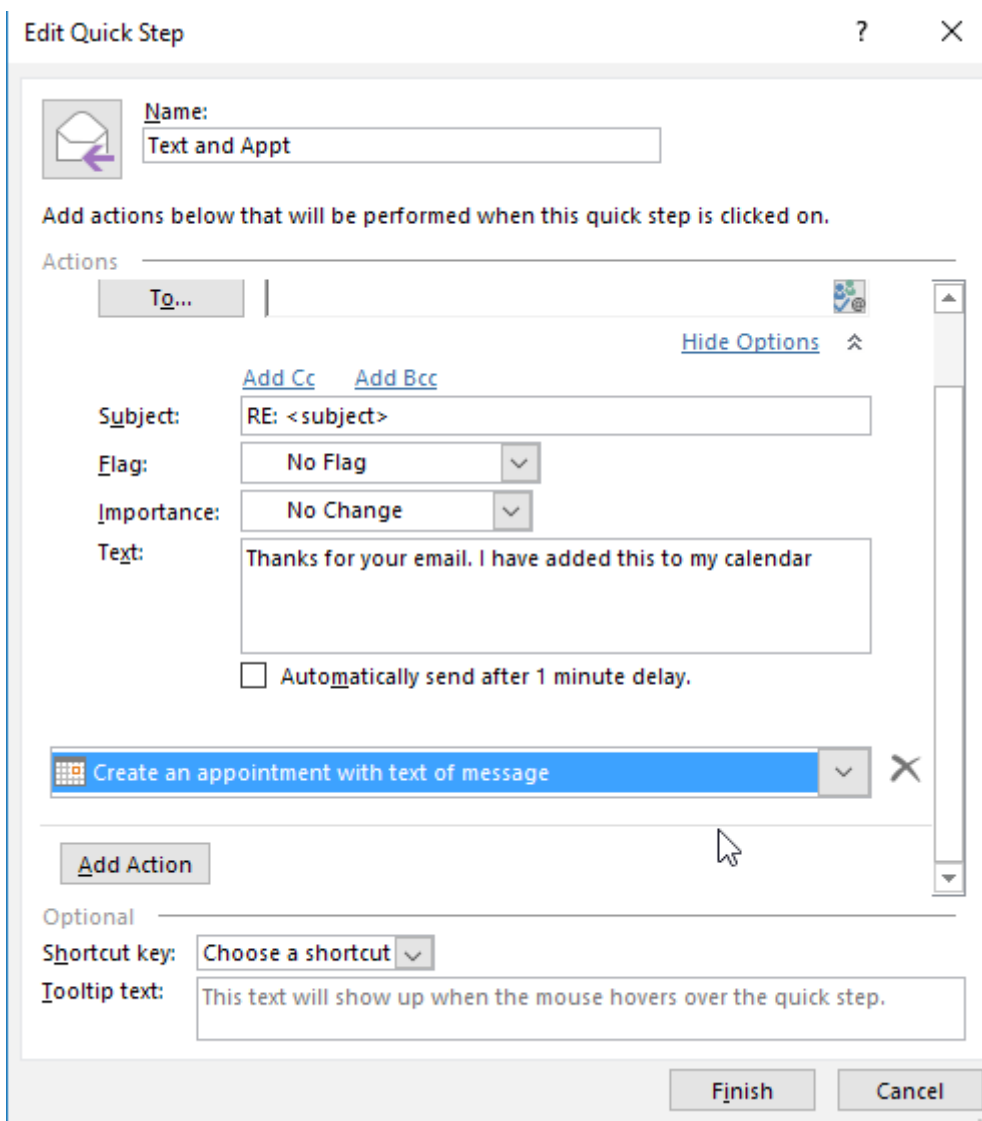 Edit Quick Step ?
Name:
Text and Appt
Add actions below that will be performed when this quick step is clicked on.
Actions
To...
Hide Options
Add Cc Add Bcc
Subject: RE: <subject>
Flag: No Flag
Importance: No Change
Text: Thanks for your email. I have added this to my calendar
Automatically send after 1 minute delay.
Create an appointment with text of message
Add Action
Optional
Shortcut key: Choose a shortcut
Tooltip text: This text will show up when the mouse hovers over the quick step.
Finish Cancel